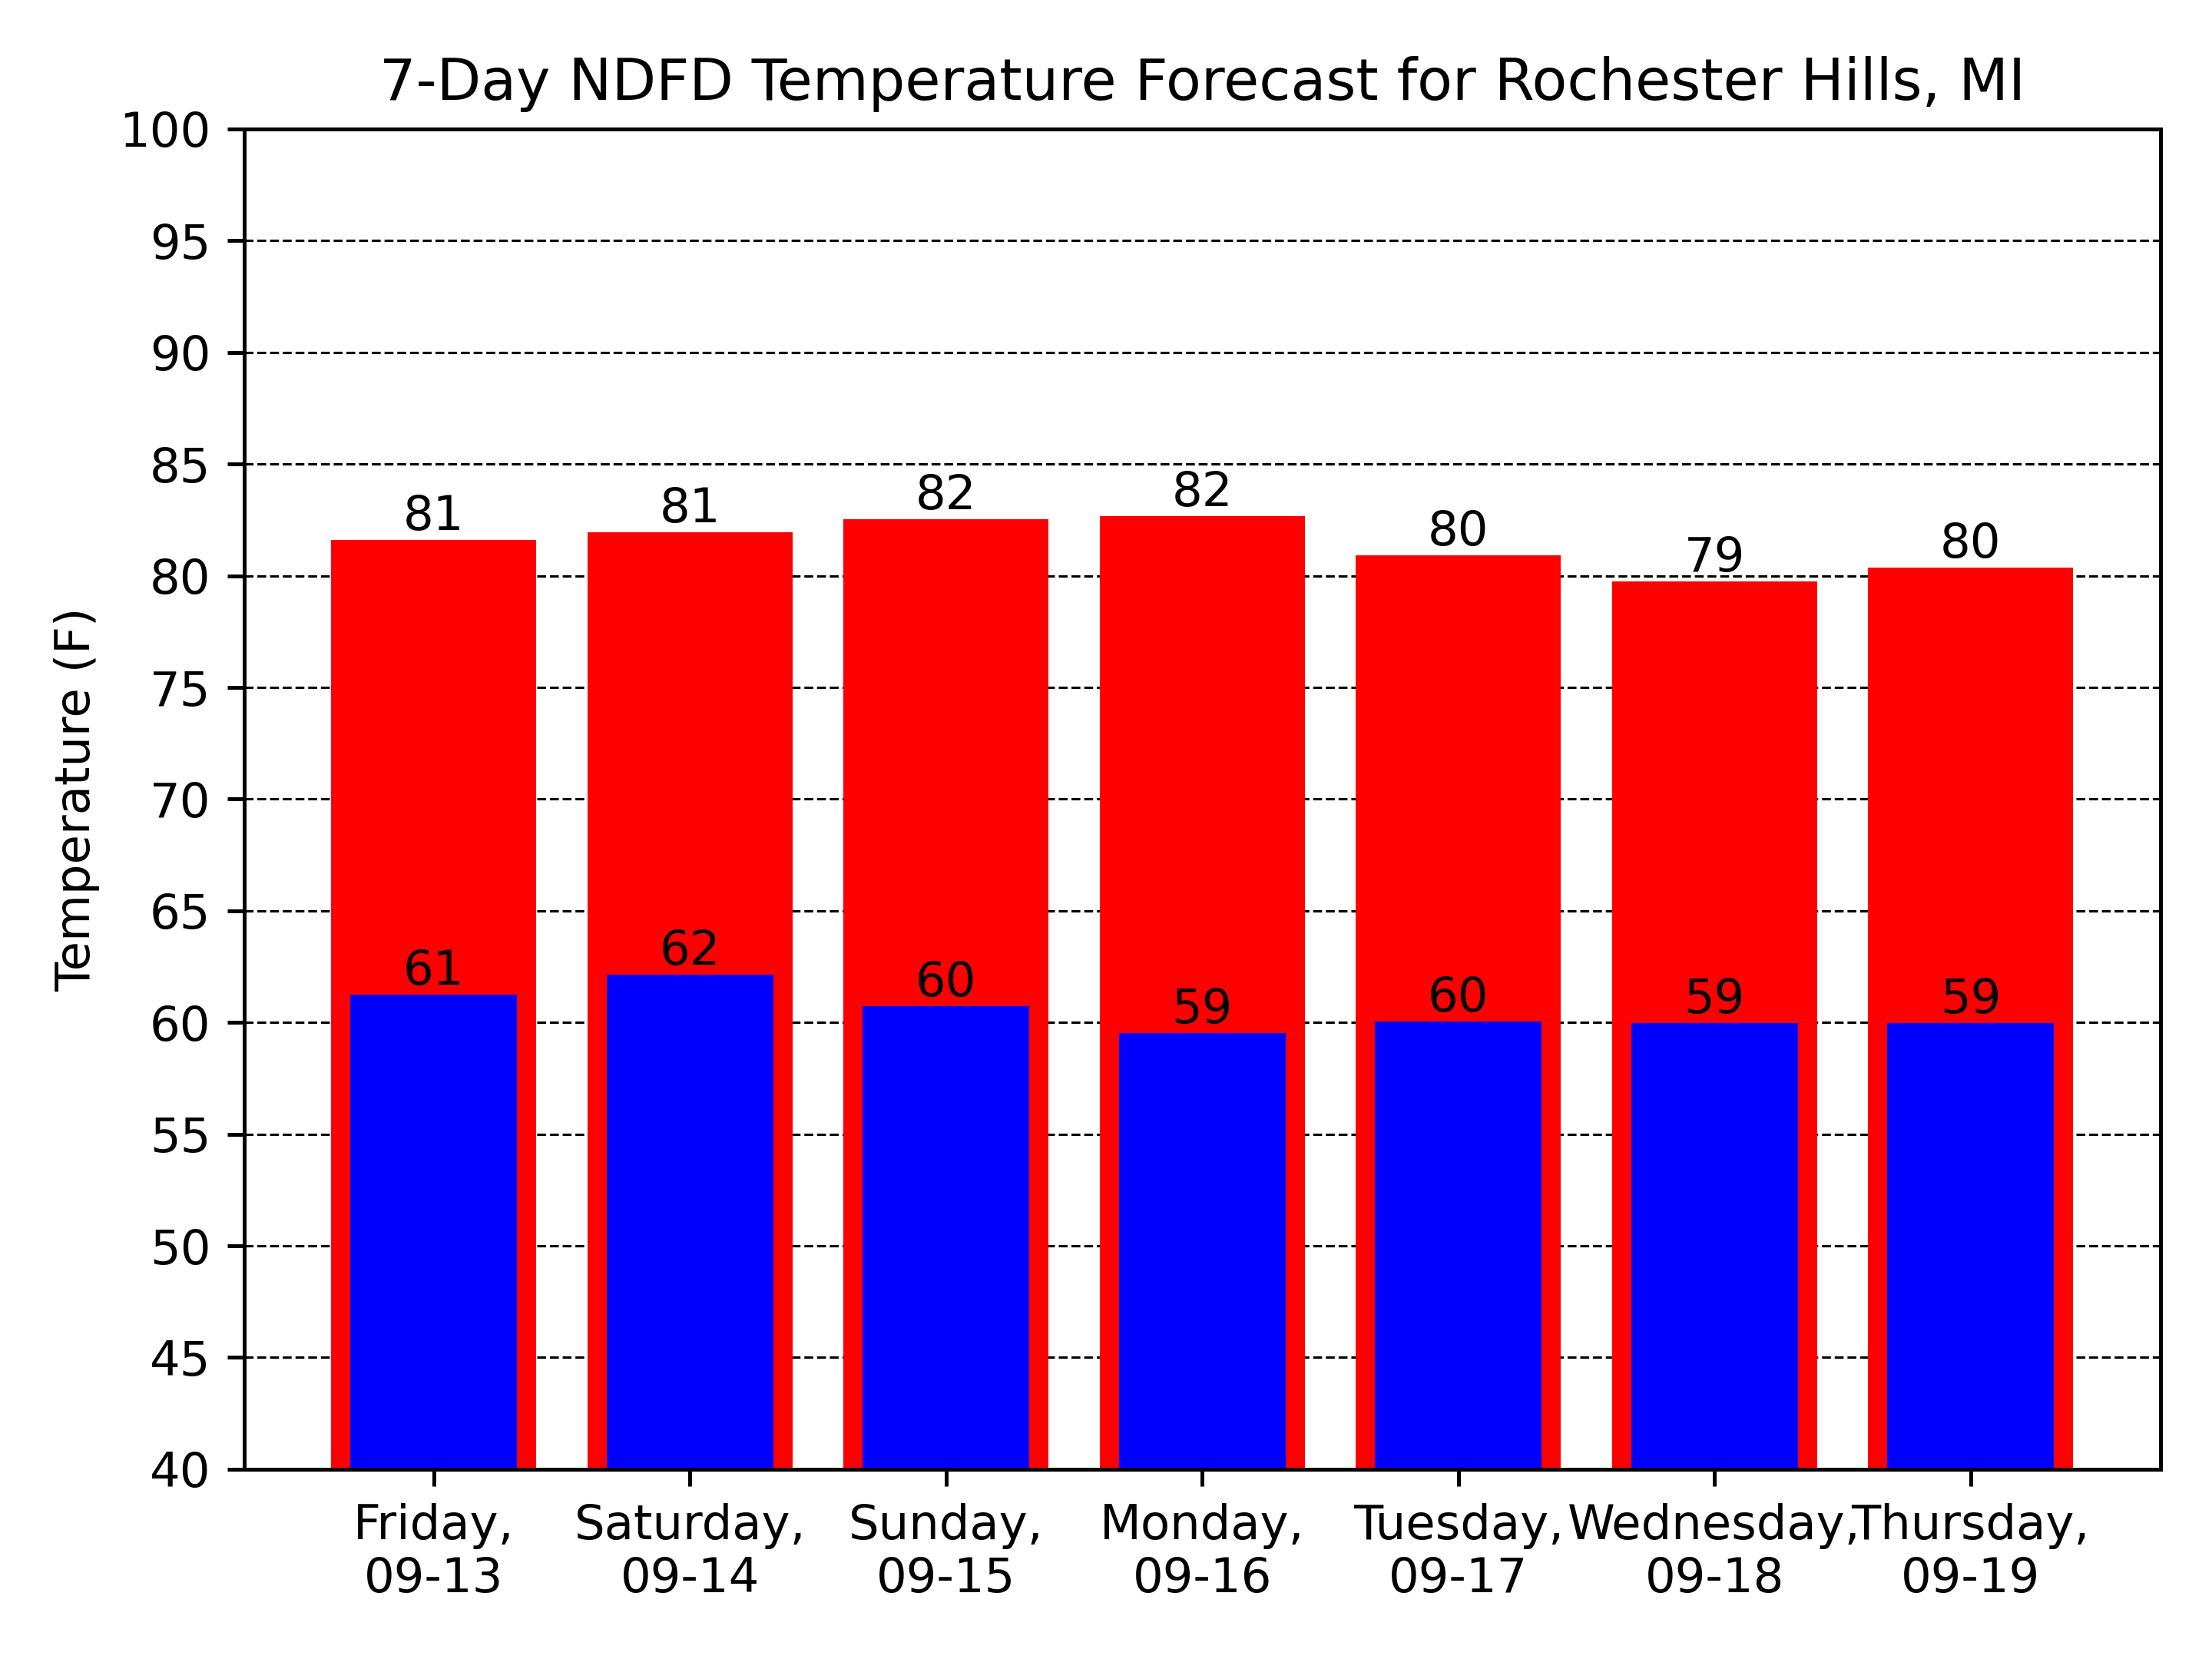 7-Day NDFD Temperature Forecast for Rochester Hills, MI
100
95
90
85
80
75
70
65
60
55
50
45
40
Temperature (F)
81 81 82 82 80 79 80
61 62 60 59 60 59 59
Friday, Saturday, Sunday, Monday, Tuesday, Wednesday, Thursday,
09-13 09-14 09-15 09-16 09-17 09-18 09-19